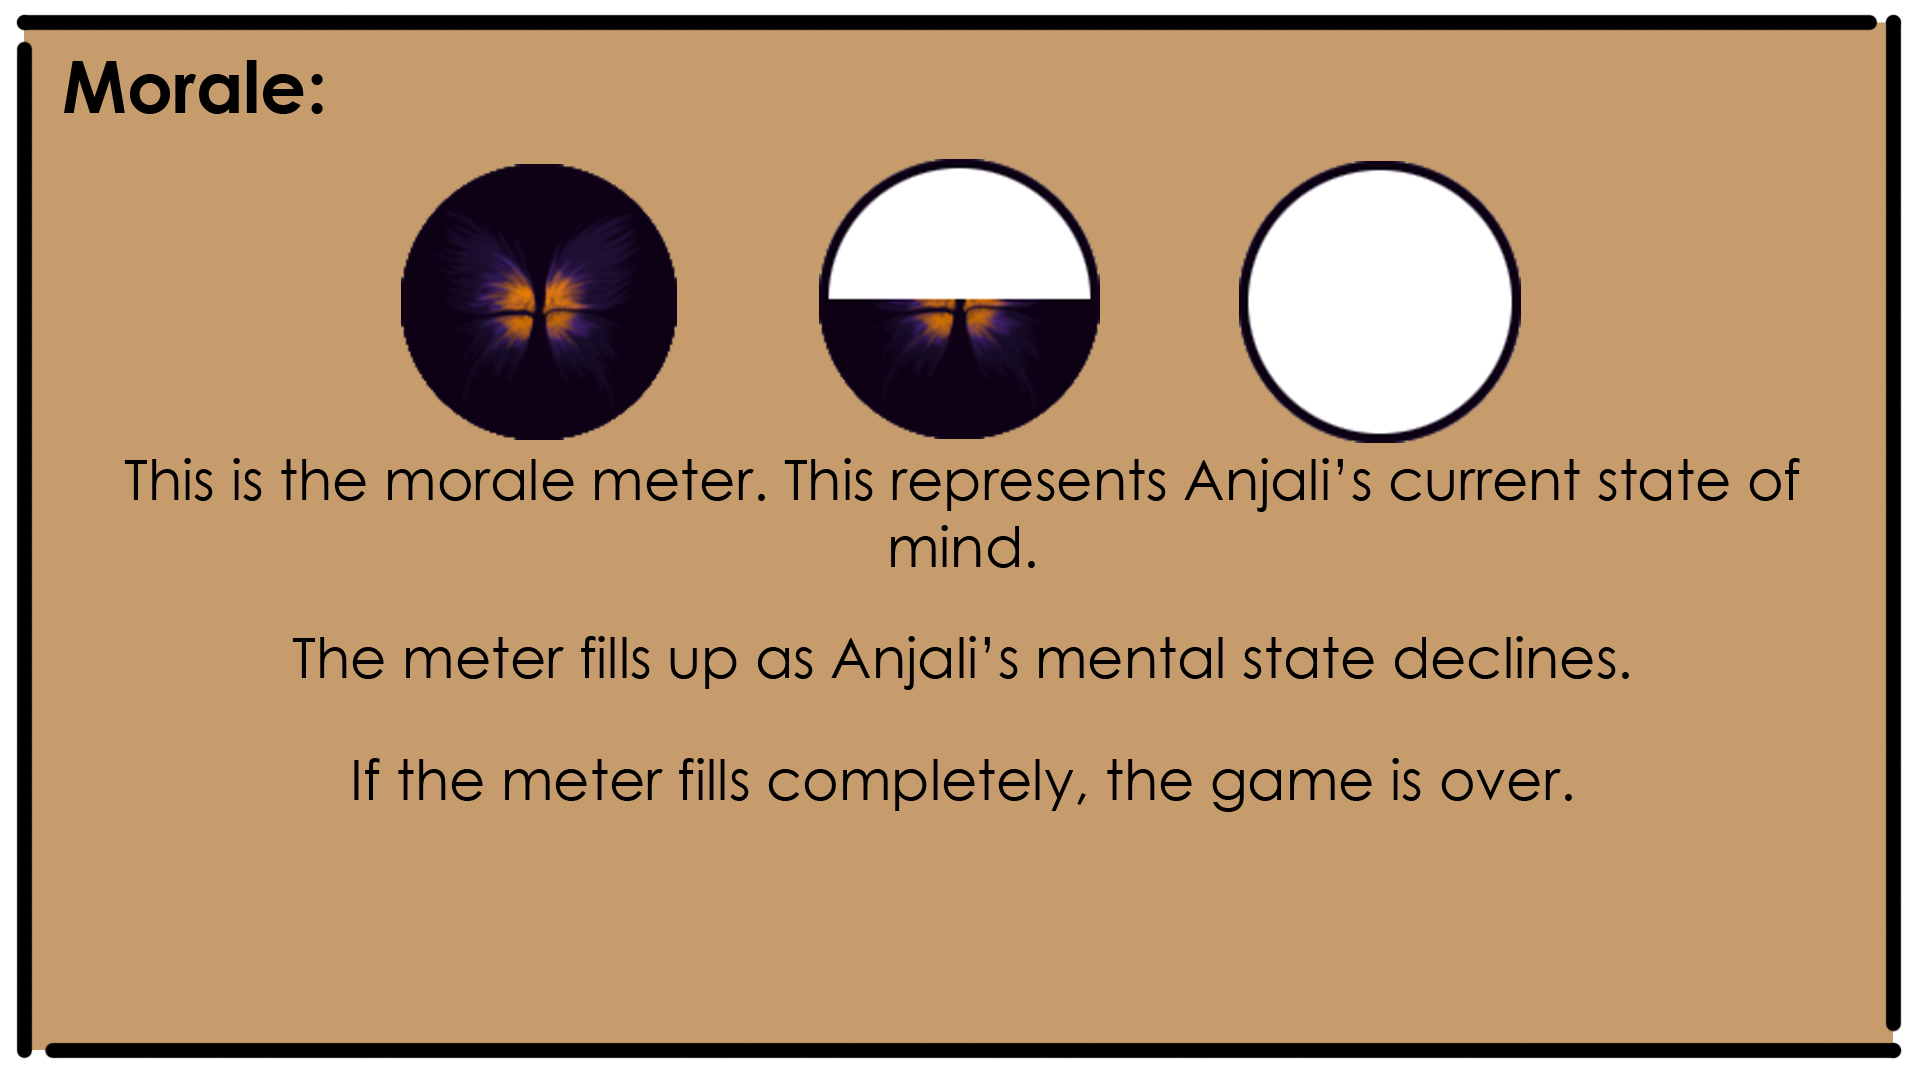 Morale:
This is the morale meter. This represents Anjali’s current state of
mind.
The meter fills up as Anjali’s mental state declines.
If the meter fills completely, the game is over.